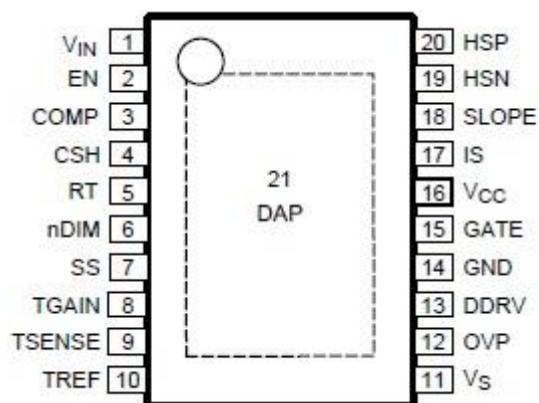 VIN 1 20 HSP
EN 2 19 HSN
COMP 3 18 SLOPE
CSH 4 17 IS
RT 5 21 16 VCC
nDIM 6 DAP 15 GATE
SS 7 14 GND
TGAIN 8 13 DDRV
TSENSE 9 12 OVP
TREF 10 11 VS